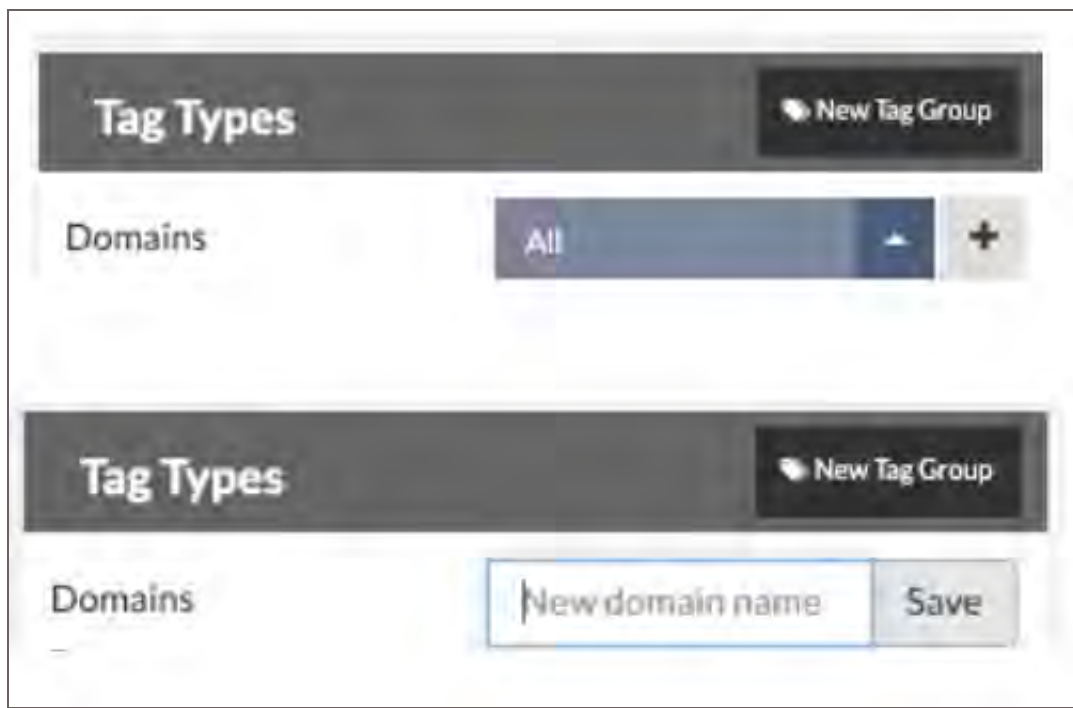 Tag Types
New Tag Group
Domains
All
Tag Types
New Tag Group
Domains
New domain name
Save